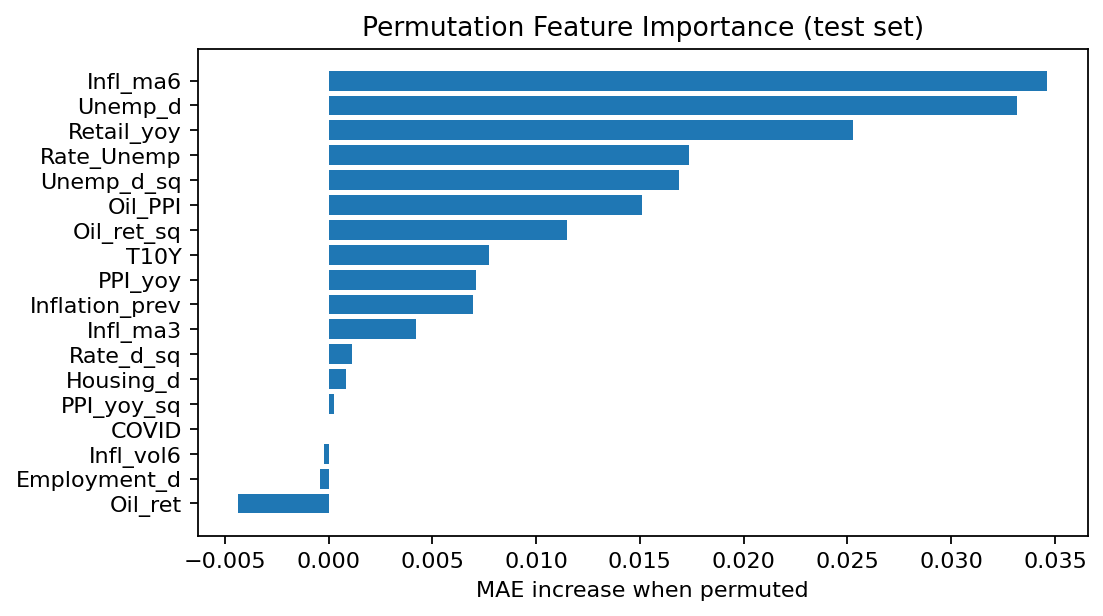 Permutation Feature Importance (test set)
Infl_ma6
Unemp_d
Retail_yoy
Rate_Unemp
Unemp_d_sq
Oil_PPI
Oil_ret_sq
T10Y
PPI_yoy
Inflation_prev
Infl_ma3
Rate_d_sq
Housing_d
PPI_yoy_sq
COVID
Infl_vol6
Employment_d
Oil_ret
−0.005 0.000 0.005 0.010 0.015 0.020 0.025 0.030 0.035
MAE increase when permuted